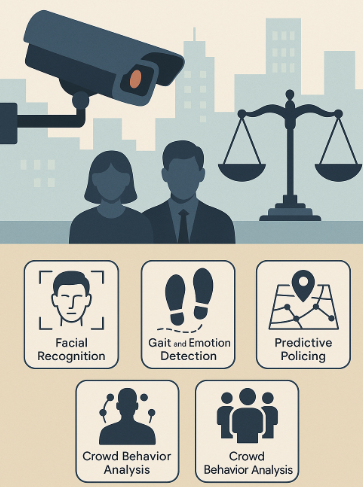 Facial
Recognition
Gait and Emotion
Detection
Predictive
Policing
Crowd Behavior
Analysis
Crowd
Behavior Analysis